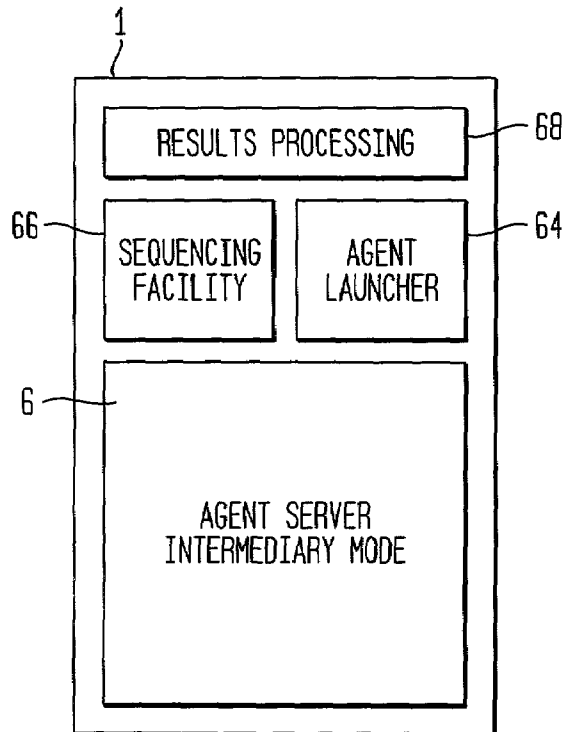 1
RESULTS PROCESSING
68
66
SEQUENCING
FACILITY
AGENT
LAUNCHER
64
6
AGENT SERVER
INTERMEDIARY MODE